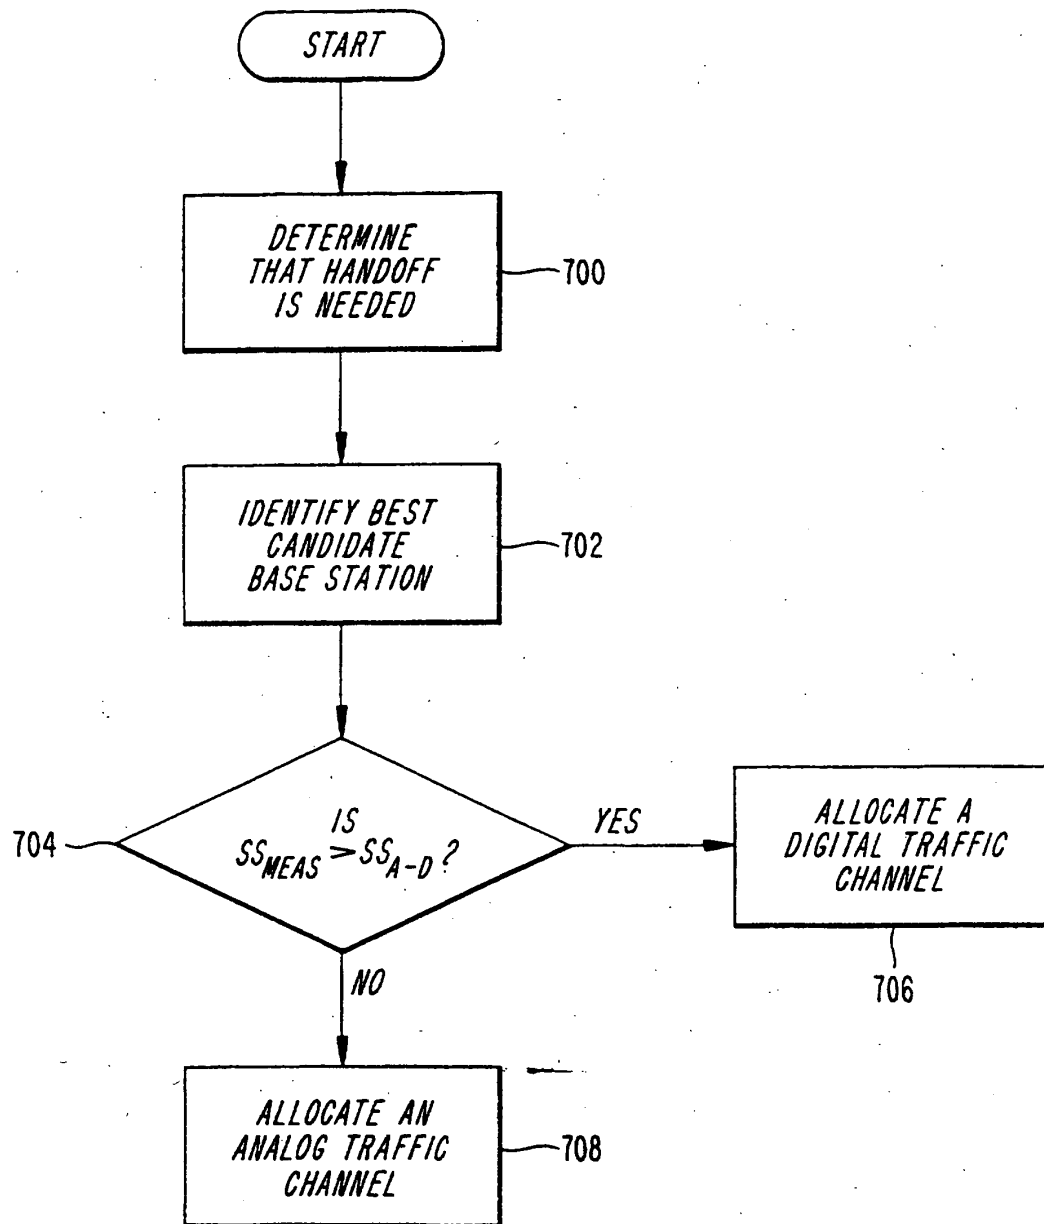 START
DETERMINE
THAT HANDOFF
IS NEEDED
700
IDENTIFY BEST
CANDIDATE
BASE STATION
702
704
IS
SS_MEAS > SS_A-D ?
YES
NO
ALLOCATE A
DIGITAL TRAFFIC
CHANNEL
706
ALLOCATE AN
ANALOG TRAFFIC
CHANNEL
708